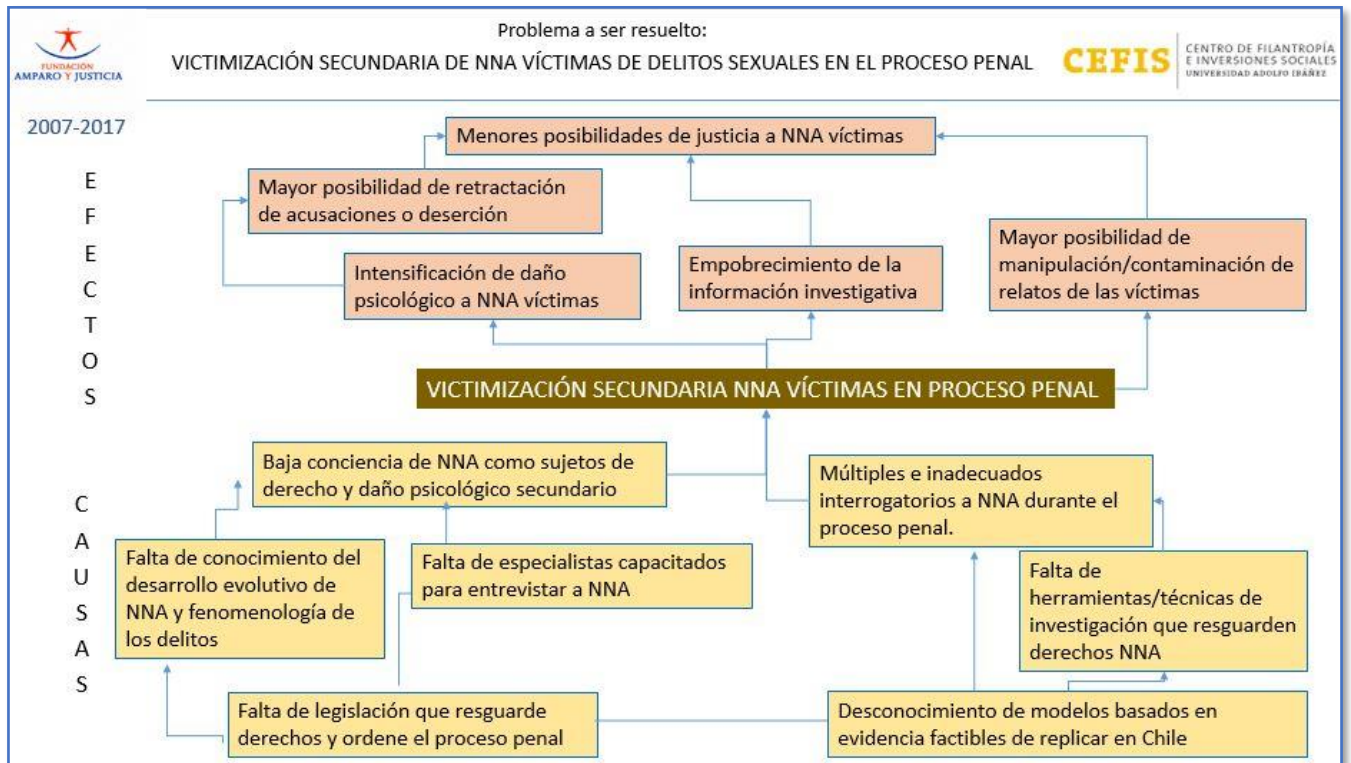 Problema a ser resuelto:
VICTIMIZACIÓN SECUNDARIA DE NNA VÍCTIMAS DE DELITOS SEXUALES EN EL PROCESO PENAL
FUNDACIÓN
AMPARO Y JUSTICIA
CEFIS
CENTRO DE FILANTROPÍA
E INVERSIONES SOCIALES
UNIVERSIDAD ADOLFO IBÁÑEZ
2007-2017
E
F
E
C
T
O
S
Menores posibilidades de justicia a NNA víctimas
Mayor posibilidad de retractación
de acusaciones o deserción
Intensificación de daño
psicológico a NNA víctimas
Empobrecimiento de la
información investigativa
Mayor posibilidad de
manipulación/contaminación de
relatos de las víctimas
VICTIMIZACIÓN SECUNDARIA NNA VÍCTIMAS EN PROCESO PENAL
C
A
U
S
A
S
Baja conciencia de NNA como sujetos de
derecho y daño psicológico secundario
Múltiples e inadecuados
interrogatorios a NNA durante el
proceso penal.
Falta de conocimiento del
desarrollo evolutivo de
NNA y fenomenología de
los delitos
Falta de especialistas capacitados
para entrevistar a NNA
Falta de
herramientas/técnicas de
investigación que resguarden
derechos NNA
Falta de legislación que resguarde
derechos y ordene el proceso penal
Desconocimiento de modelos basados en
evidencia factibles de replicar en Chile